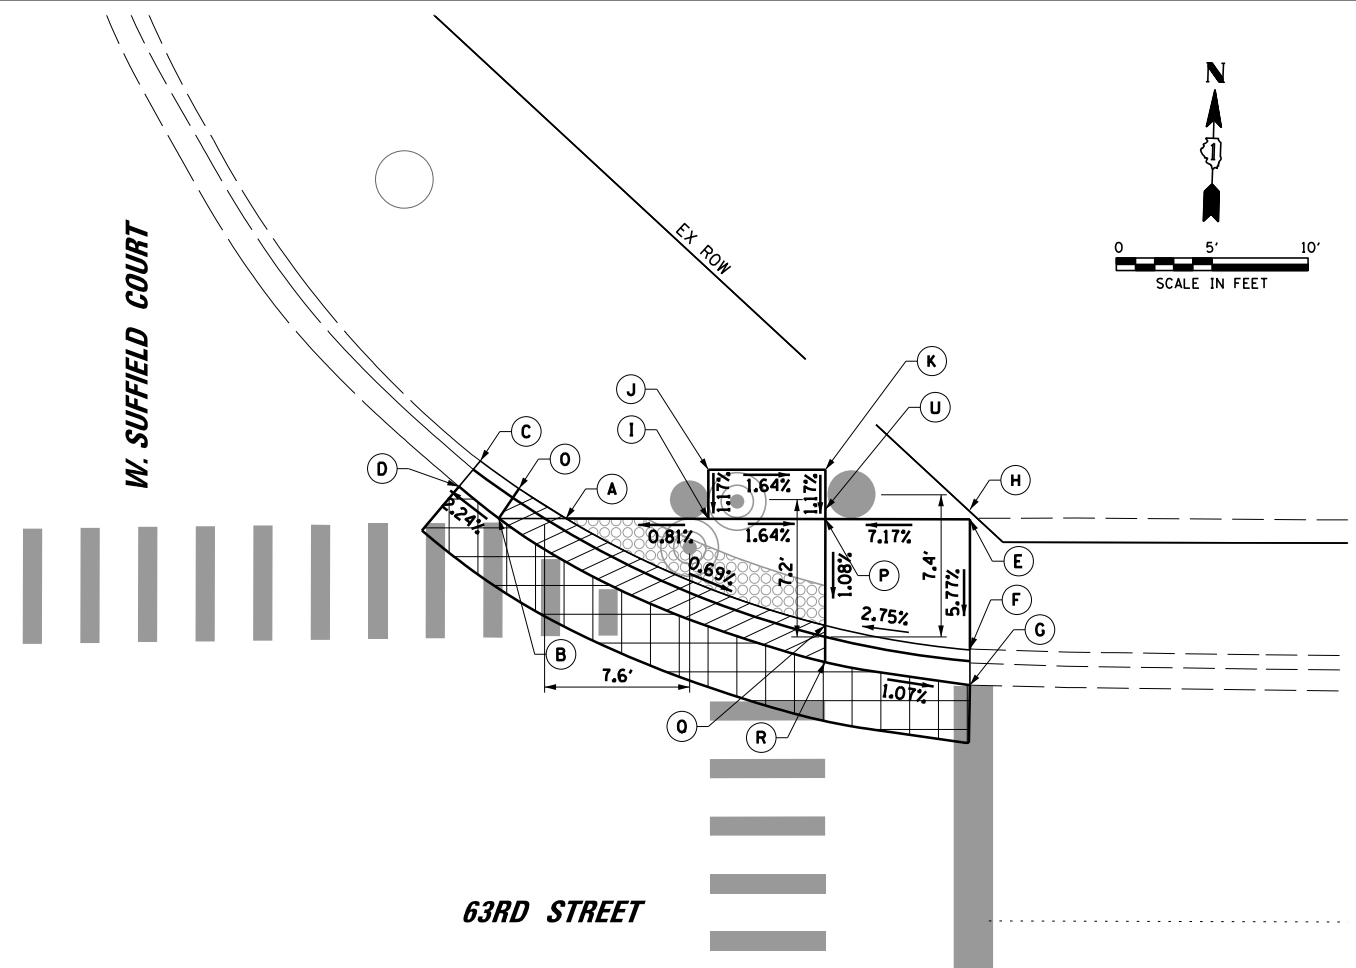 N
1
0 5' 10'
SCALE IN FEET
EX ROW
W. SUFFIELD COURT
K
J
U
I
C
O
D
H
A
1.17%
1.64%
1.17%
2.24%
0.81%
1.64%
7.17%
E
0.69%
7.2'
1.08%
P
7.4'
5.77%
F
2.75%
G
B
7.6'
1.07%
O
R
63RD STREET